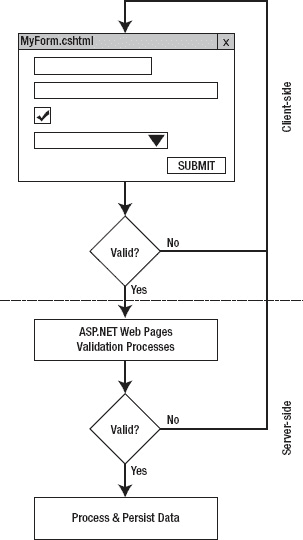 MyForm.cshtml
x
SUBMIT
Client-side
Valid?
No
Yes
ASP.NET Web Pages
Validation Processes
Valid?
No
Server-side
Yes
Process & Persist Data